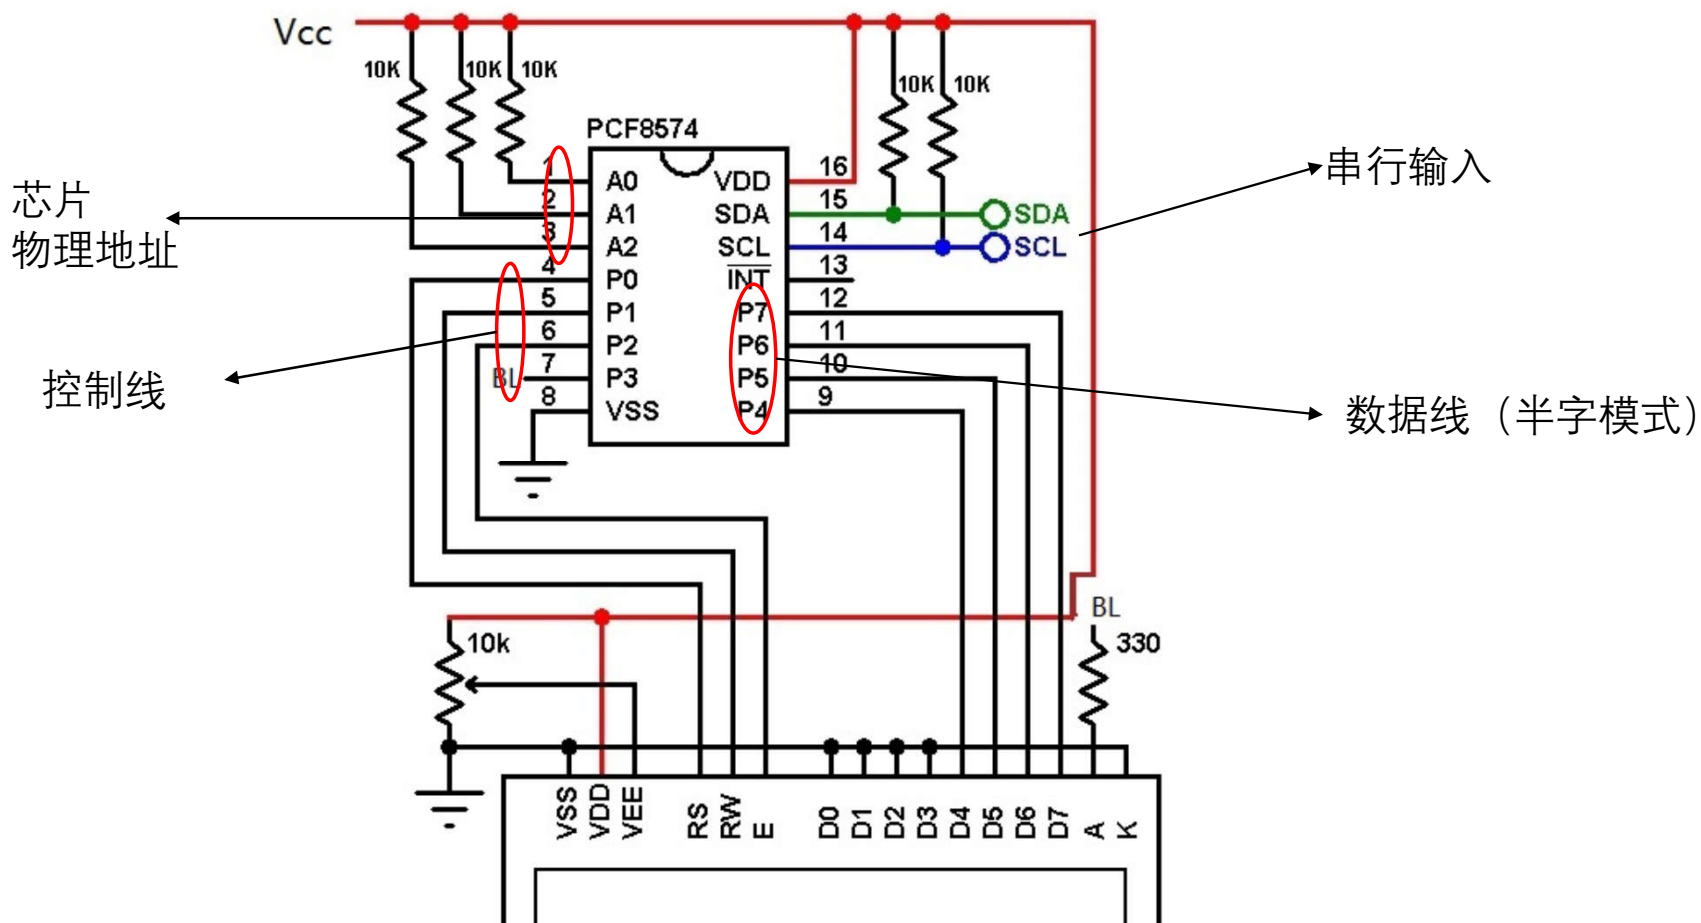 Vcc
10K
10K
10K
10K
10K
PCF8574
芯片
物理地址
控制线
串行输入
数据线（半字模式）
1
A0
2
A1
3
A2
4
P0
5
P1
6
P2
BL
7
P3
8
VSS
VDD
16
SDA
15
SDA
SCL
14
SCL
INT
13
P7
12
P6
11
P5
10
P4
9
10k
BL
330
VSS
VDD
VEE
RS
RW
E
D0
D1
D2
D3
D4
D5
D6
D7
A
K